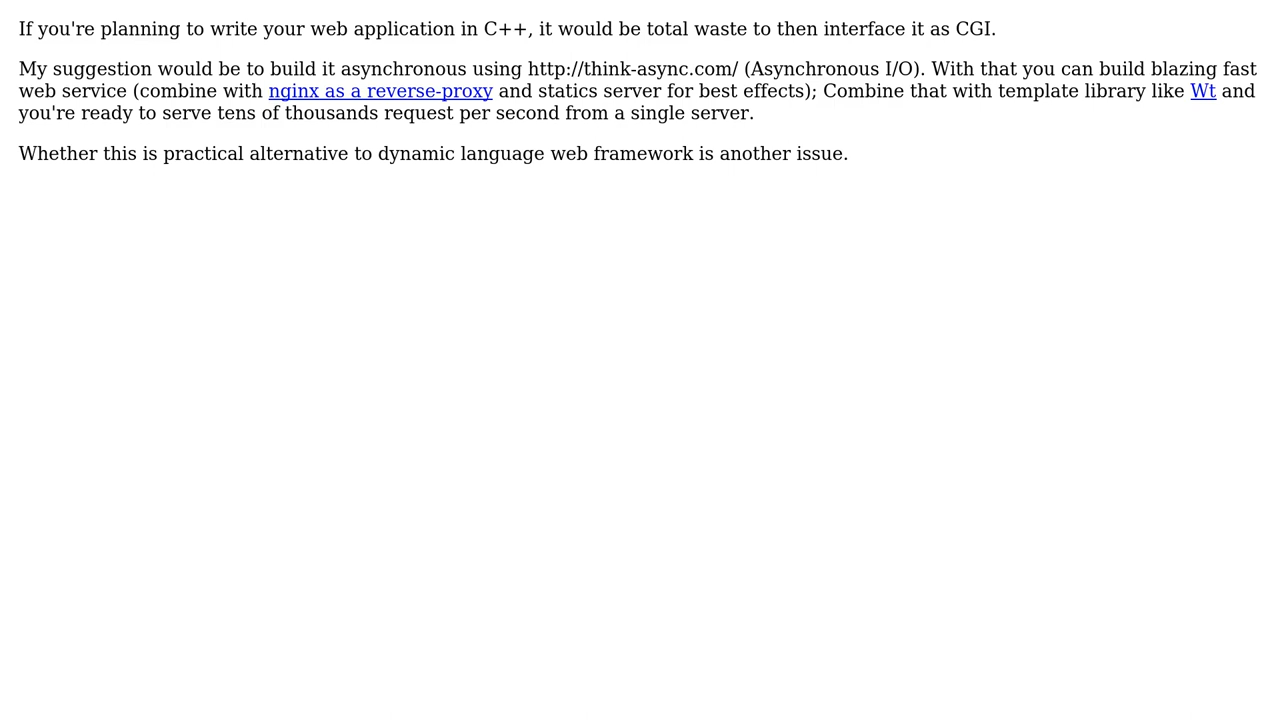 If you're planning to write your web application in C++, it would be total waste to then interface it as CGI.
My suggestion would be to build it asynchronous using http://think-async.com/ (Asynchronous I/O). With that you can build blazing fast
web service (combine with nginx as a reverse-proxy and statics server for best effects); Combine that with template library like Wt and
you're ready to serve tens of thousands request per second from a single server.
Whether this is practical alternative to dynamic language web framework is another issue.